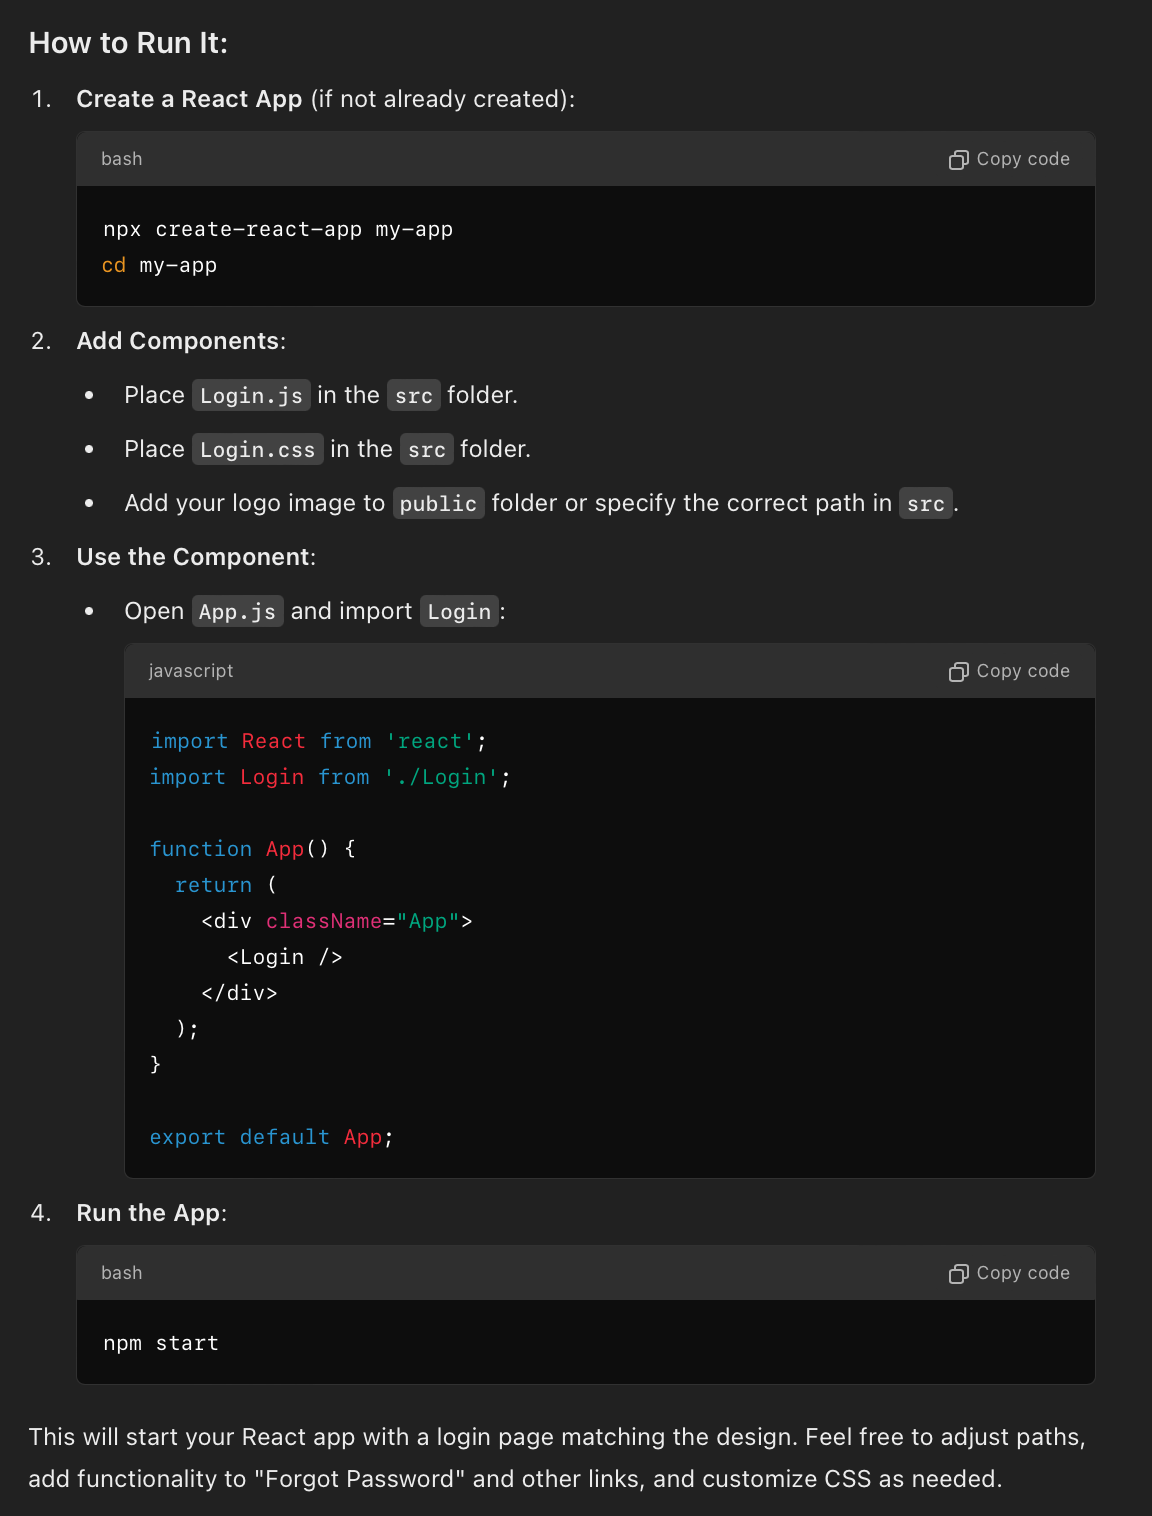 How to Run It:
1. Create a React App (if not already created):
bash Copy code
npx create-react-app my-app
cd my-app
2. Add Components:
• Place Login.js in the src folder.
• Place Login.css in the src folder.
• Add your logo image to public folder or specify the correct path in src.
3. Use the Component:
• Open App.js and import Login:
javascript Copy code
import React from 'react';
import Login from './Login';
function App() {
return (
<div className="App">
<Login />
</div>
);
}
export default App;
4. Run the App:
bash Copy code
npm start
This will start your React app with a login page matching the design. Feel free to adjust paths,
add functionality to "Forgot Password" and other links, and customize CSS as needed.